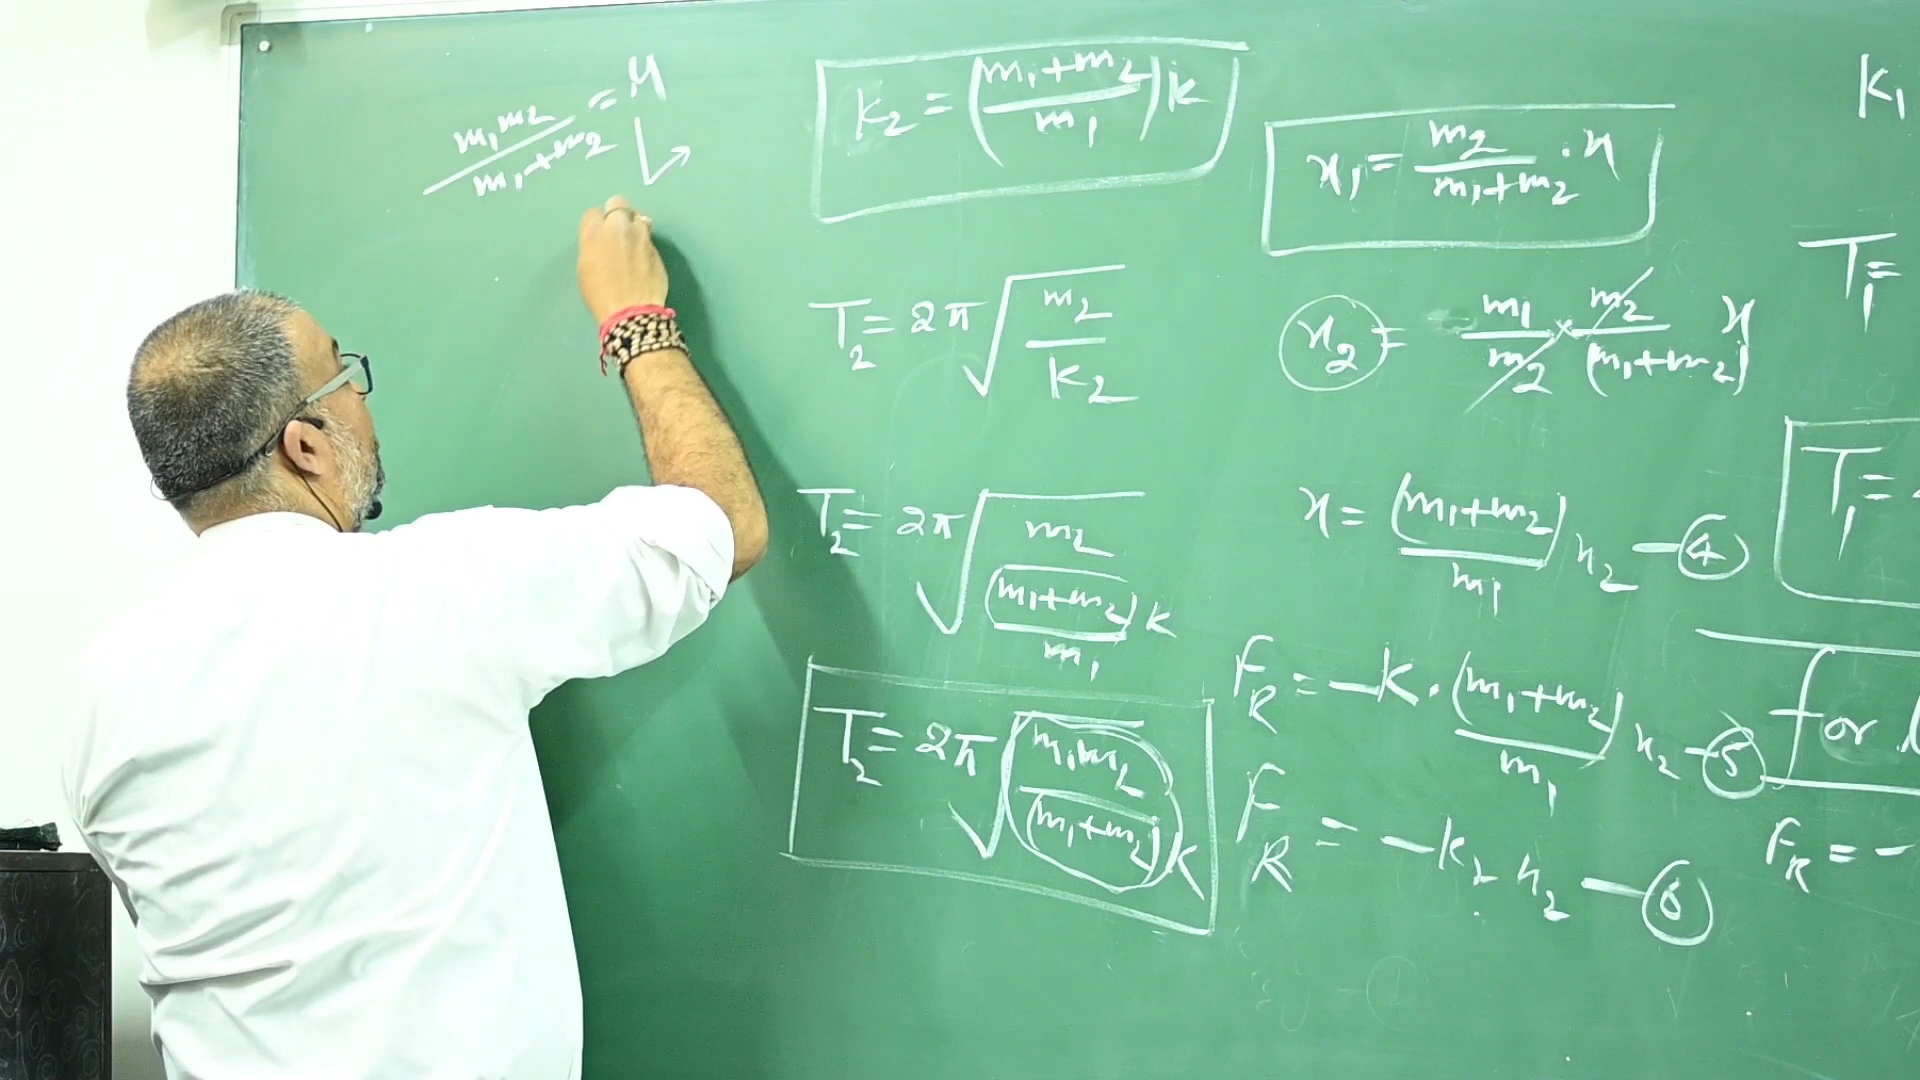 m₁m₂/m₁+m₂ = M
K₂ = (m₁+m₂/m₁)k
T₂ = 2π√(m₂/K₂)
T₂ = 2π√(m₂/((m₁+m₂)/m₁)k)
T₂ = 2π√(m₁m₂/(m₁+m₂)k)
x₁ = m₂/m₁+m₂ . x
x₂ = m₁/m₂ × m₂/(m₁+m₂) x
x = (m₁+m₂)/m₁ x₂ — ④
F_R = −K . (m₁+m₂)/m₁ x₂ — ⑤
F_R = −k₂ x₂ — ⑥
K₁
T₁ =
T₁ =
for
F_R = −